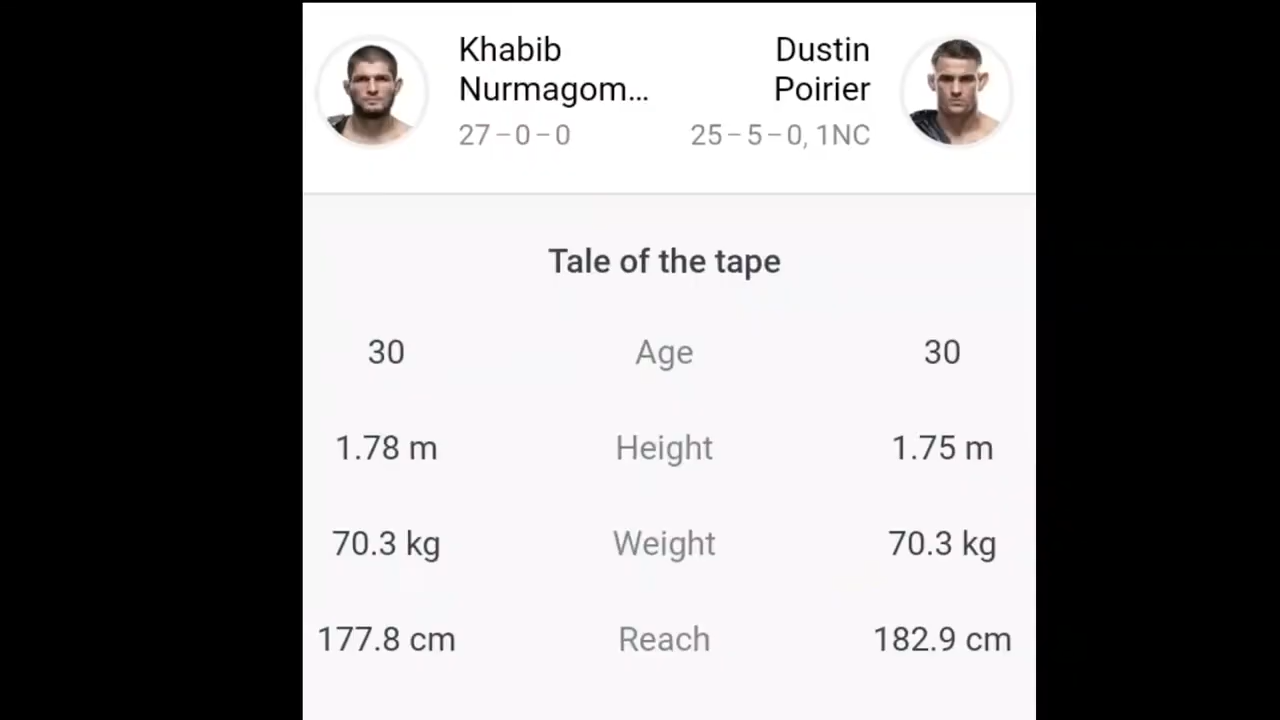 Khabib Dustin
Nurmagom... Poirier
27–0–0 25–5–0, 1NC
Tale of the tape
30 Age 30
1.78 m Height 1.75 m
70.3 kg Weight 70.3 kg
177.8 cm Reach 182.9 cm